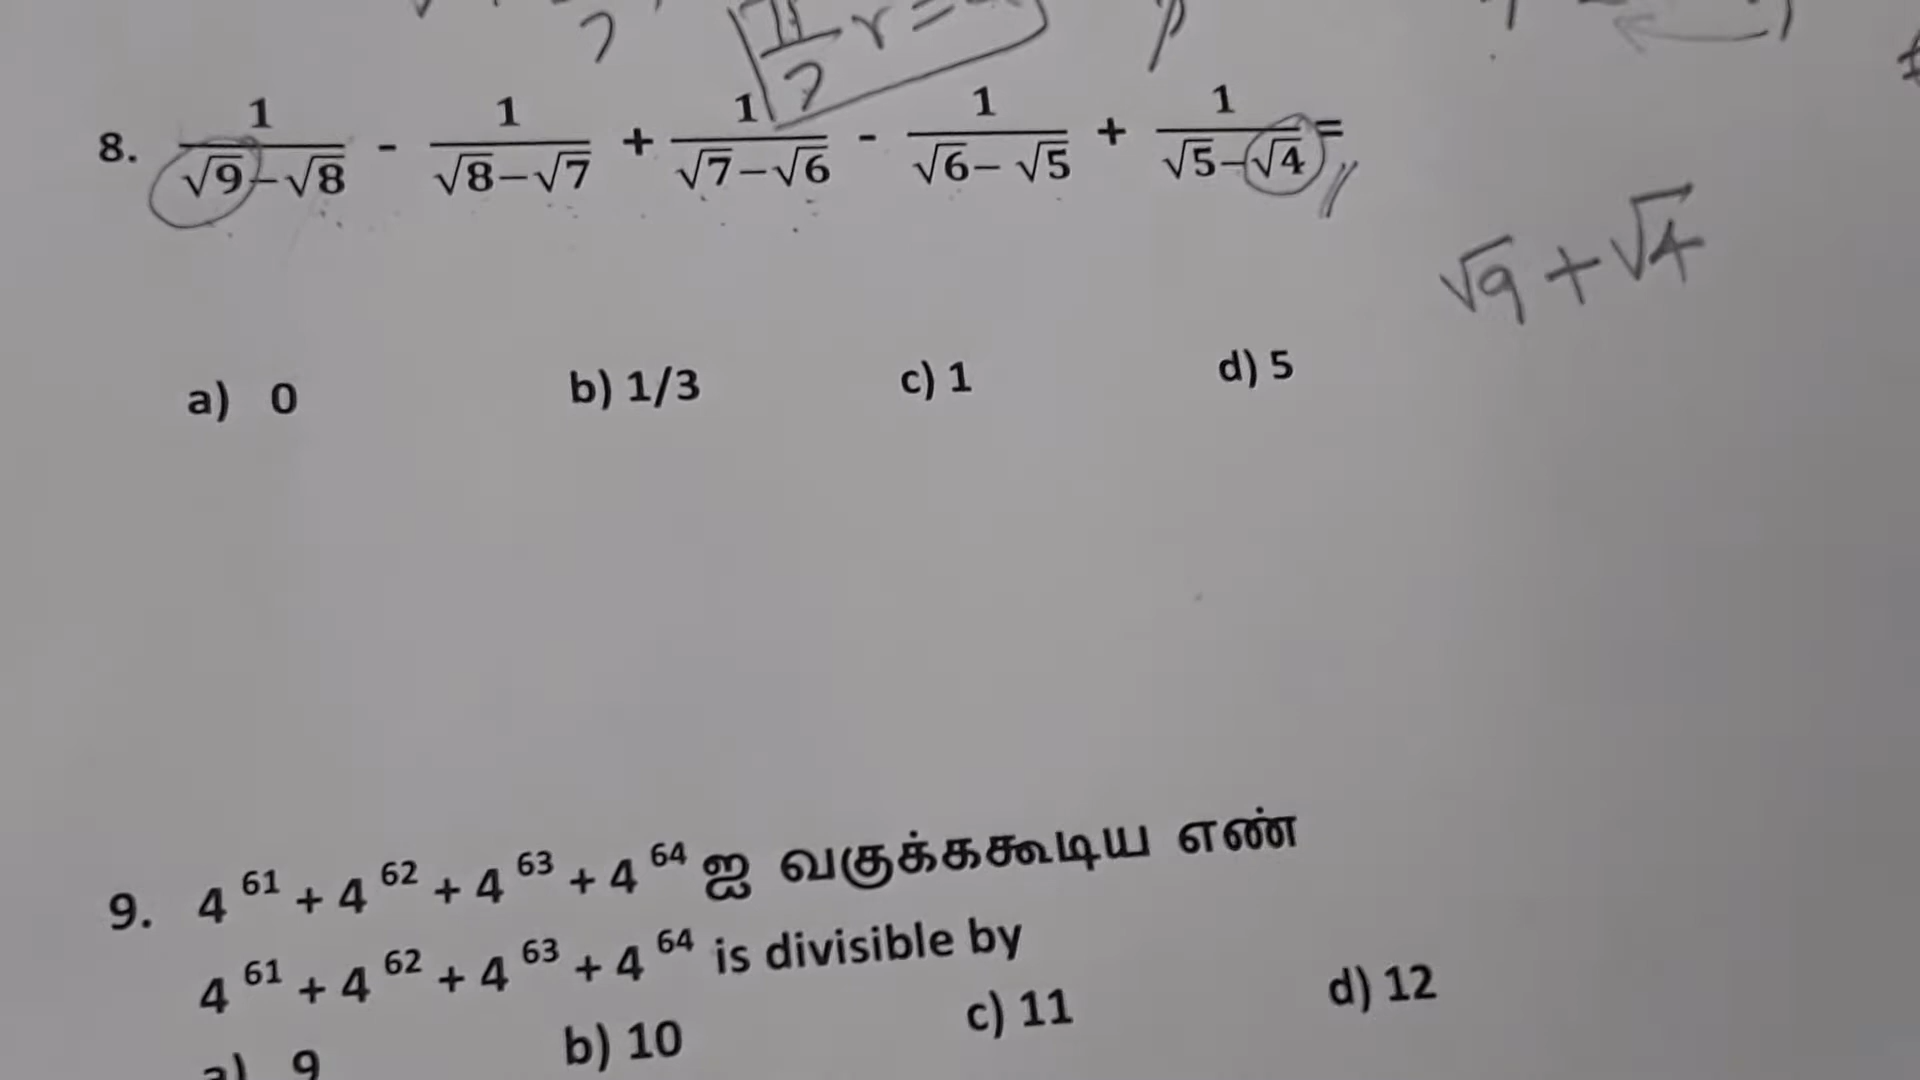 π/2 r =
8. 1/(√9−√8) - 1/(√8−√7) + 1/(√7−√6) - 1/(√6− √5) + 1/(√5−√4) =
√9 + √4
a) 0 b) 1/3 c) 1 d) 5
9. 4^61 + 4^62 + 4^63 + 4^64 ஐ வகுக்ககூடிய எண்
4^61 + 4^62 + 4^63 + 4^64 is divisible by
a) 9 b) 10 c) 11 d) 12